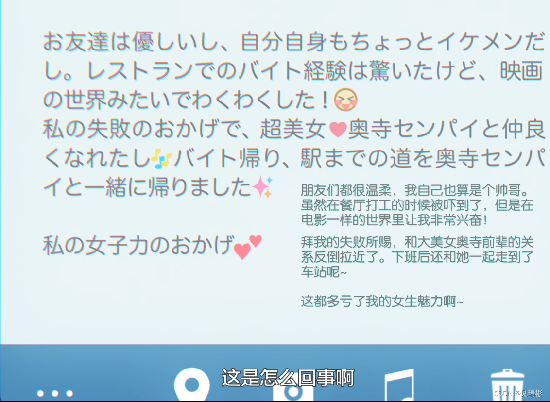 お友達は優しいし、自分自身もちょっとイケメンだ
し。レストランでのバイト経験は驚いたけど、映画
の世界みたいでわくわくした！
私の失敗のおかげで、超美女奥寺センパイと仲良
くなれたし バイト帰り、駅までの道を奥寺センパ
イと一緒に帰りました
私の女子力のおかげ
朋友们都很温柔，我自己也算是个帅哥。
虽然在餐厅打工的时候被吓到了，但是在
电影一样的世界里让我非常兴奋！
拜我的失败所赐，和大美女奥寺前辈的关
系反倒拉近了。下班后还和她一起走到了
车站呢~
这都多亏了我的女生魅力啊~
这是怎么回事啊